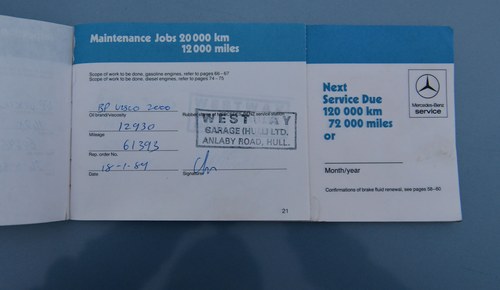 Maintenance Jobs 20 000 km
12 000 miles
Scope of work to be done, gasoline engines, refer to pages 66 - 67
Scope of work to be done, diesel engines, refer to pages 74 - 75
BP VISCO 2000
Oil/brand/viscosity
12930
Mileage
61393
Rep. order No.
18-1-89
Date
WEST WAY
GARAGE (HULL) LTD.
ANLABY ROAD, HULL.
Signature
21
Next
Service Due
120 000 km
72 000 miles
or
Mercedes-Benz
service
Month/year
Confirmations of brake fluid renewal, see pages 58-60